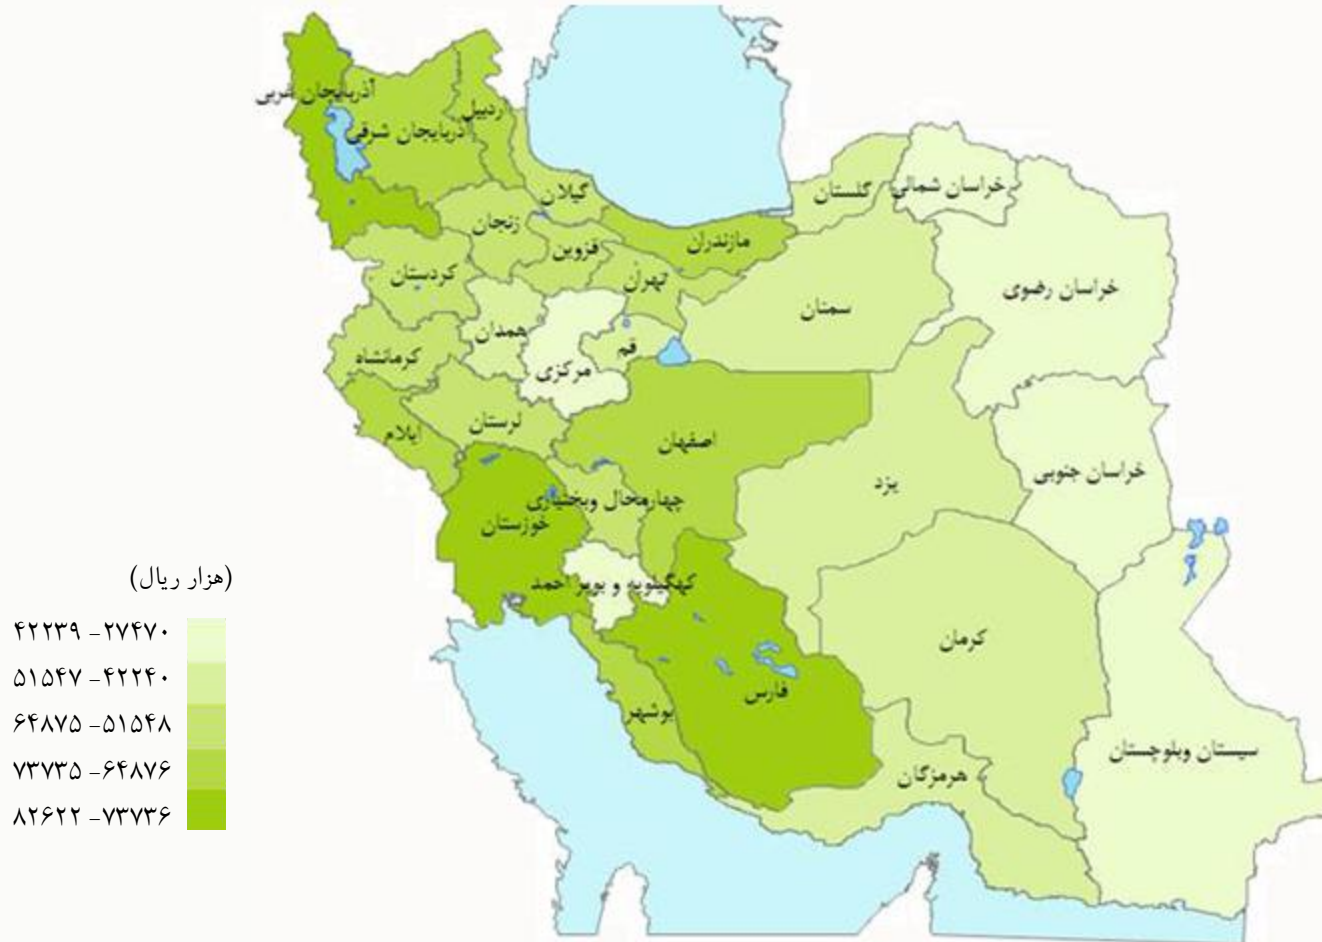 آذربایجان غربی
اردبیل
آذربایجان شرقی
گیلان
گلستان
خراسان شمالی
زنجان
قزوین
مازندران
کردستان
تهران
خراسان رضوی
سمنان
همدان
قم
کرمانشاه
مرکزی
لرستان
ایلام
اصفهان
خراسان جنوبی
یزد
چهارمحال وبختیاری
خوزستان
کهگیلویه و بویر احمد
کرمان
فارس
بوشهر
سیستان وبلوچستان
هرمزگان
(هزار ریال)
۲۷۴۷۰ – ۴۲۲۳۹
۴۲۲۴۰ – ۵۱۵۴۷
۵۱۵۴۸ – ۶۴۸۷۵
۶۴۸۷۶ – ۷۳۷۳۵
۷۳۷۳۶ – ۸۲۶۲۲